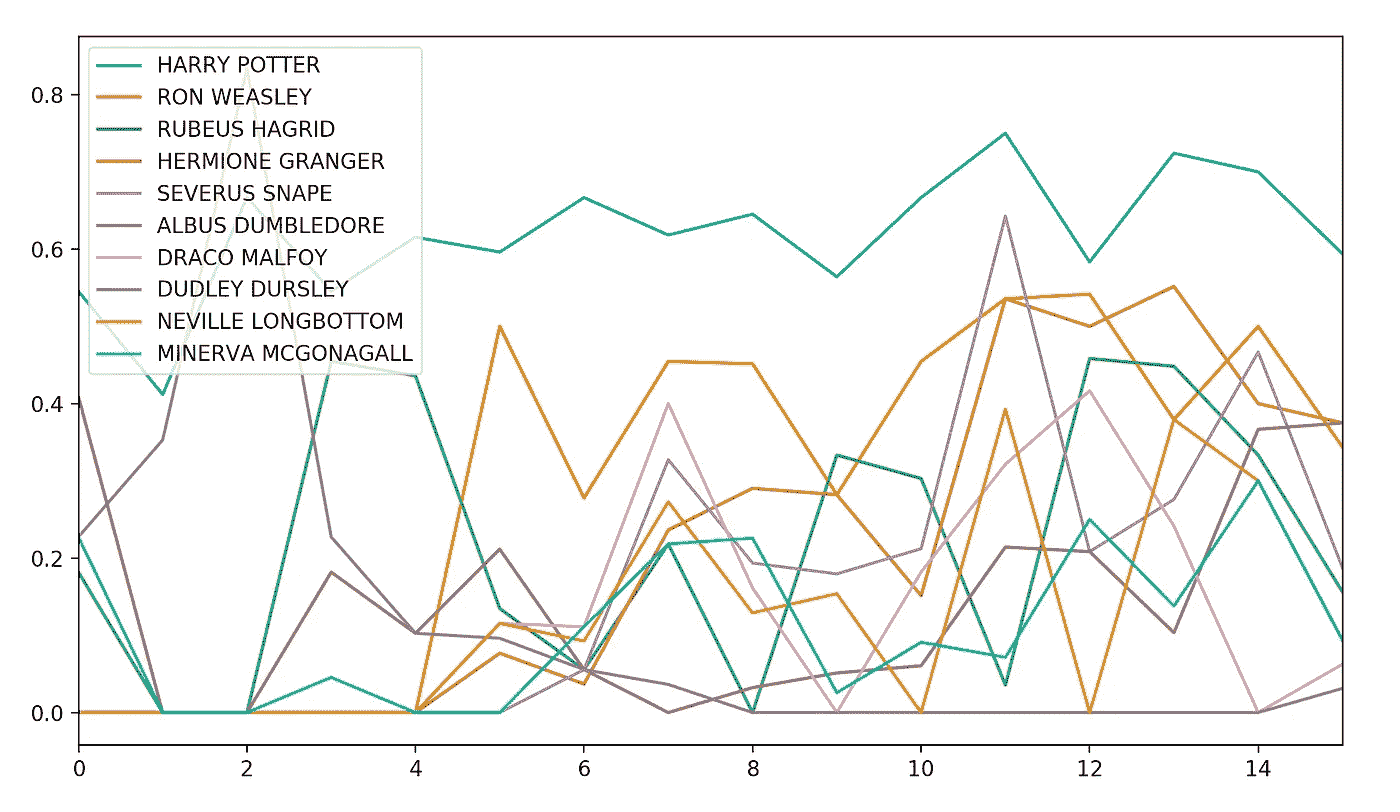 HARRY POTTER
RON WEASLEY
RUBEUS HAGRID
HERMIONE GRANGER
SEVERUS SNAPE
ALBUS DUMBLEDORE
DRACO MALFOY
DUDLEY DURSLEY
NEVILLE LONGBOTTOM
MINERVA MCGONAGALL
0.8
0.6
0.4
0.2
0.0
0 2 4 6 8 10 12 14